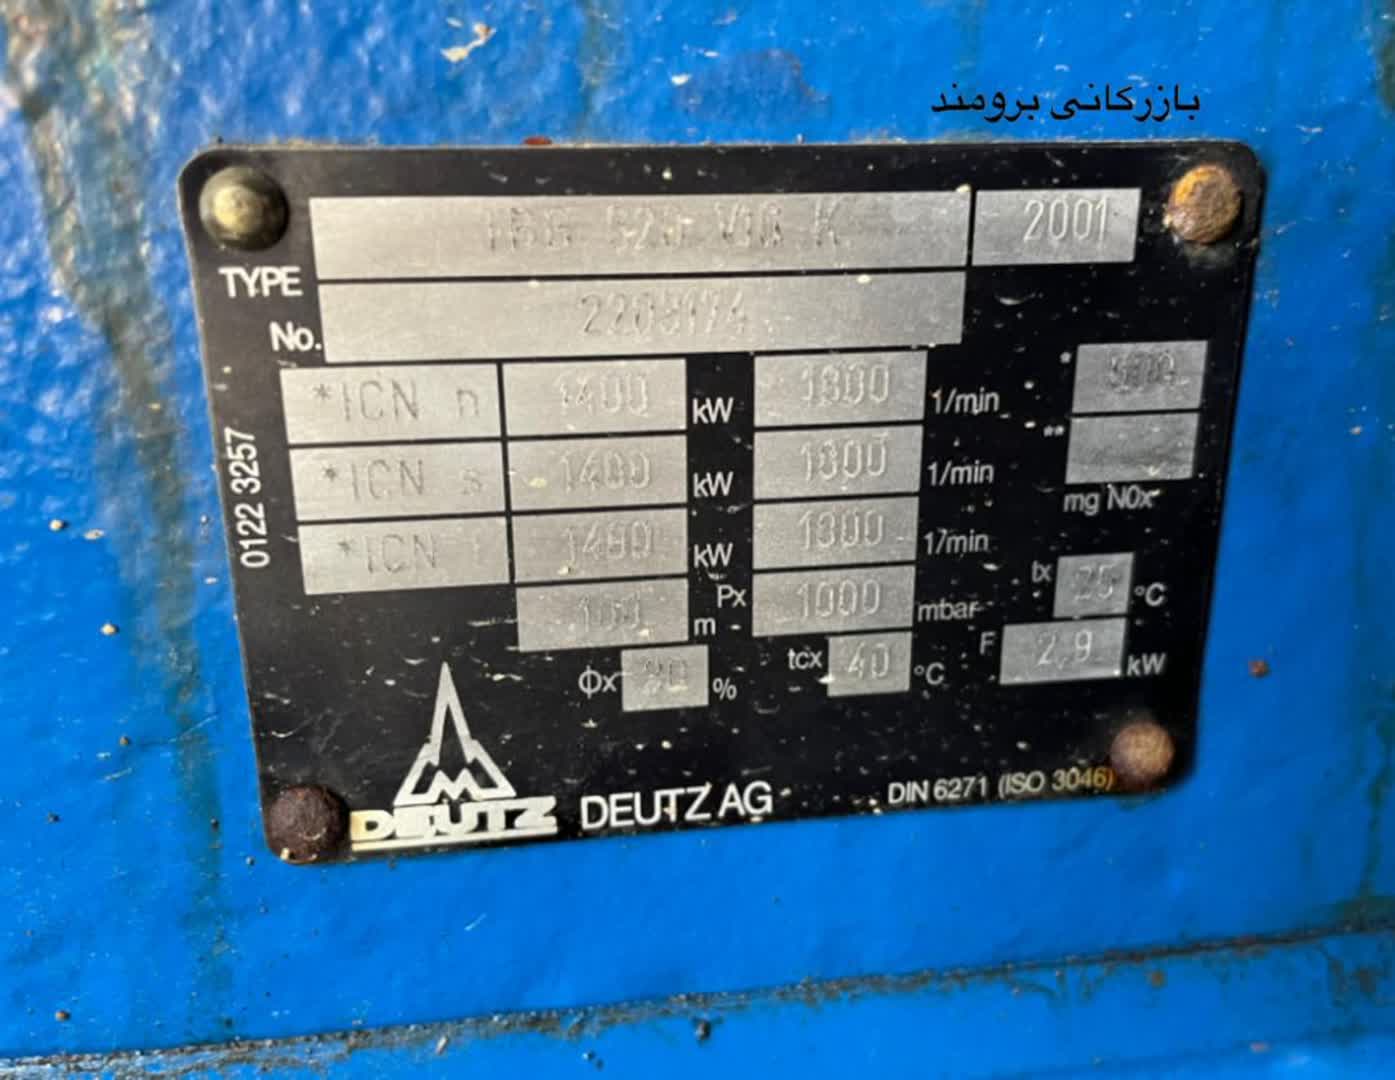 بازرگانی برومند
TYPE 2001
No.
*ICN n 1400 kW 1800 1/min *
*ICN s 1400 kW 1800 1/min **
mg NOx
*ICN 1400 kW 1800 1/min
100 m Px 1000 mbar tx 25 °C
ϕx % tcx 40 °C F 2,9 kW
0122 3257
DEUTZ DEUTZ AG DIN 6271 (ISO 3046)